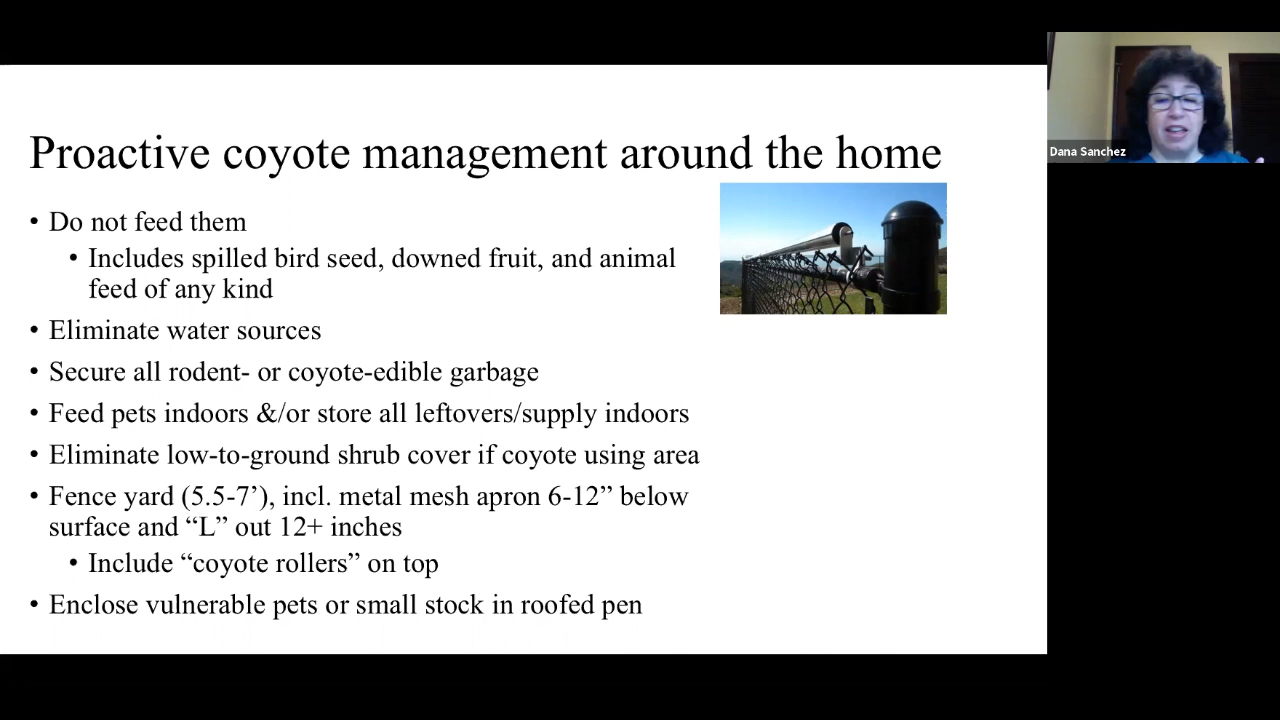 Proactive coyote management around the home
• Do not feed them
• Includes spilled bird seed, downed fruit, and animal
feed of any kind
• Eliminate water sources
• Secure all rodent- or coyote-edible garbage
• Feed pets indoors &/or store all leftovers/supply indoors
• Eliminate low-to-ground shrub cover if coyote using area
• Fence yard (5.5-7’), incl. metal mesh apron 6-12” below
surface and “L” out 12+ inches
• Include “coyote rollers” on top
• Enclose vulnerable pets or small stock in roofed pen
Dana Sanchez